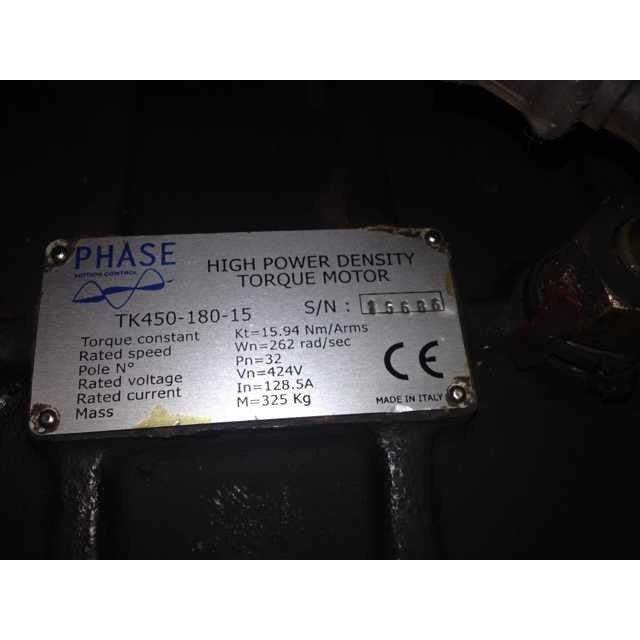 PHASE
MOTION CONTROL
HIGH POWER DENSITY
TORQUE MOTOR
TK450-180-15 S/N : 16686
Torque constant Kt=15.94 Nm/Arms
Rated speed Wn=262 rad/sec
Pole N° Pn=32
Rated voltage Vn=424V
Rated current In=128.5A
Mass M=325 Kg
CE
MADE IN ITALY